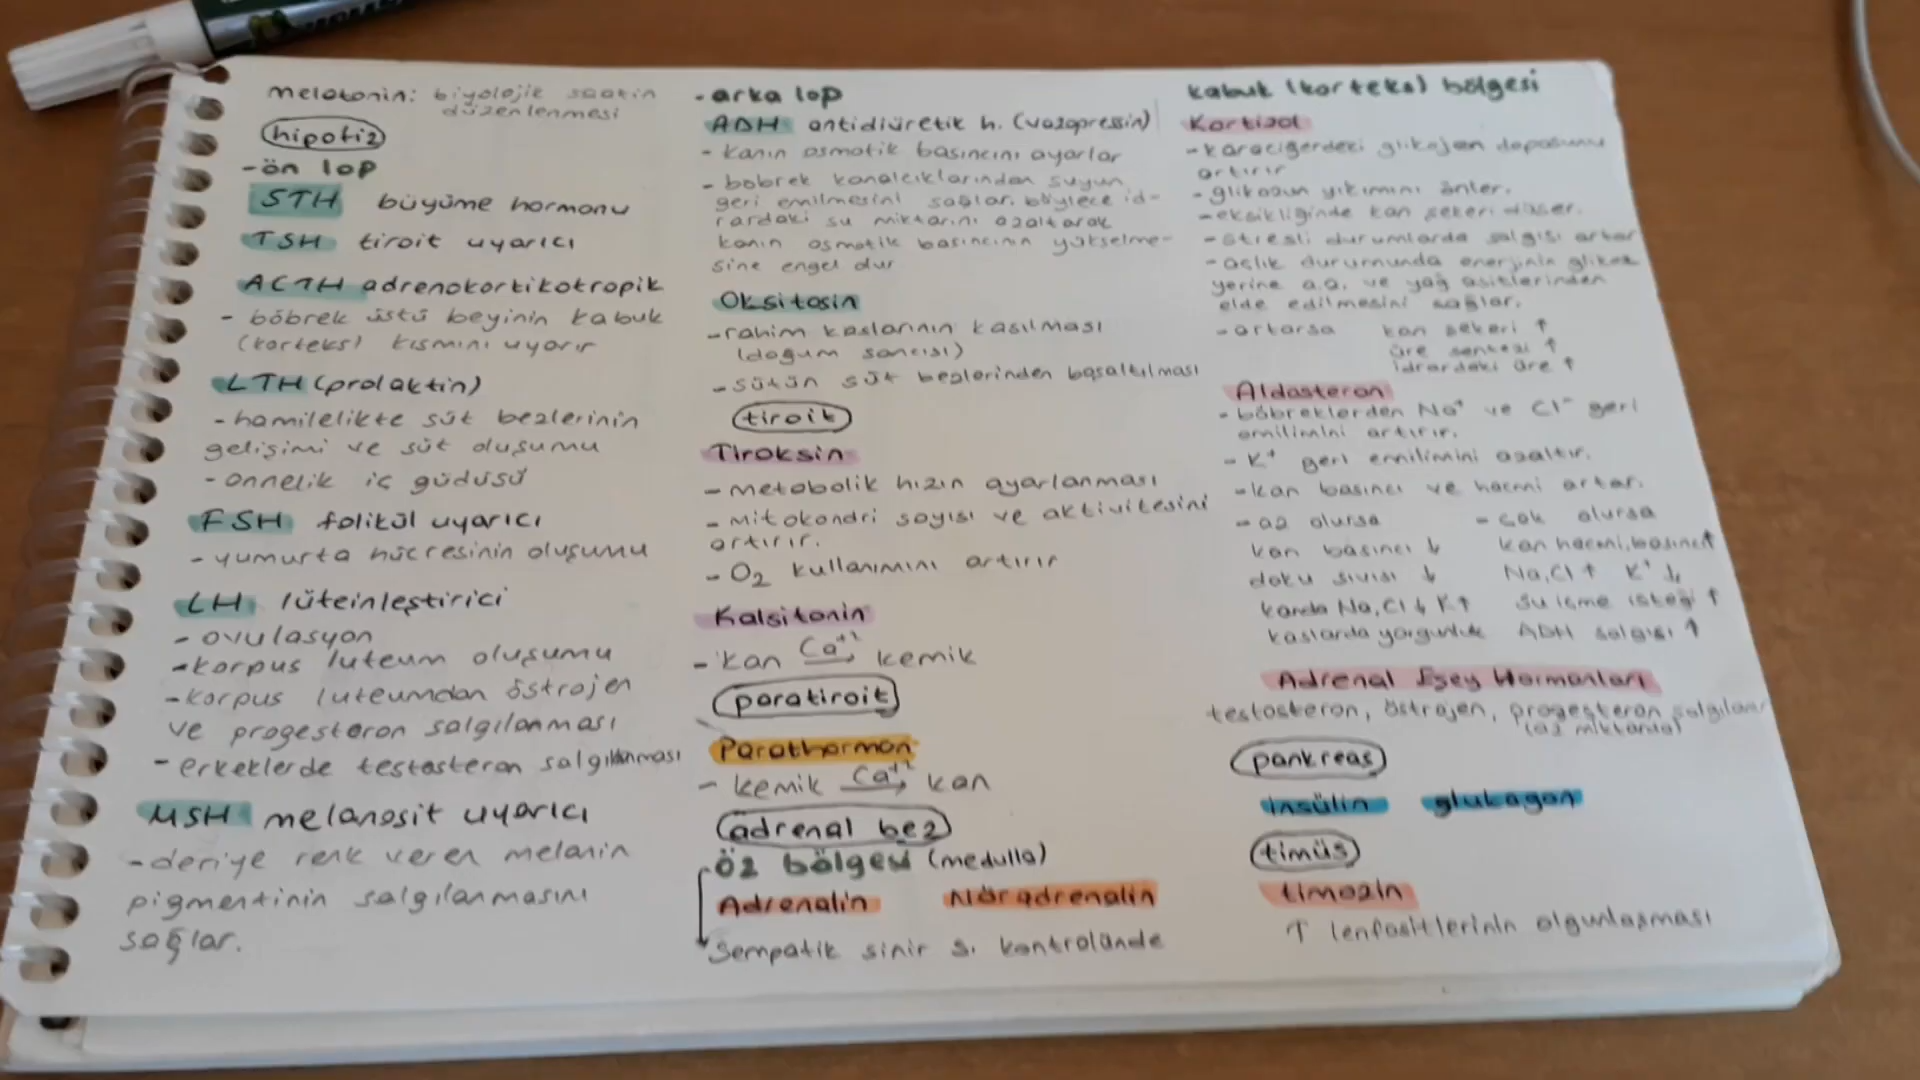 melotonin: biyolojik saatin
düzenlenmesi
hipofiz
-ön lop
STH büyüme hormonu
TSH tiroit uyarıcı
ACTH adrenokortikotropik
- böbrek üstü beyinin kabuk
(korteks) kısmını uyarır
LTH (prolaktin)
- hamilelikte süt bezlerinin
gelişimi ve süt oluşumu
- annelik iç güdüsü
FSH folikül uyarıcı
- yumurta hücresinin oluşumu
LH lüteinleştirici
- ovulasyon
-korpus luteum oluşumu
-korpus luteumdan östrojen
ve progesteron salgılanması
- erkeklerde testosteron salgılanması
MSH melanosit uyarıcı
-deriye renk veren melanin
pigmentinin salgılanmasını
sağlar.
-arka lop
ADH antidiüretik h. (vazopressin)
- kanın osmotik basıncını ayarlar
- böbrek kanalcıklarından suyun
geri emilmesini sağlar. böylece id-
rardaki su miktarını azaltarak
kanın osmotik basıncının yükselme-
sine engel olur
Oksitosin
-rahim kaslarının kasılması
(doğum sancısı)
-sütün süt bezlerinden boşaltılması
tiroit
Tiroksin
-metabolik hızın ayarlanması
-mitokondri sayısı ve aktivitesini
artırır.
-O2 kullanımını artırır
Kalsitonin
- kan Ca+2 → kemik
paratiroit
Parathormon
- kemik Ca+2 → kan
adrenal bez
Öz bölgesi (medulla)
Adrenalin Nöradrenalin
Sempatik sinir s. kontrolünde
kabuk (korteks) bölgesi
Kortizol
-karaciğerdeki glikojen deposunu
artırır
-glikozun yıkımını önler.
-eksikliğinde kan şekeri düşer.
-stresli durumlarda salgısı artar
-açlık durumunda enerjinin glikoz
yerine a.a. ve yağ asitlerinden
elde edilmesini sağlar.
-artarsa kan şekeri ↑
üre sentezi ↑
idrardaki üre ↑
Aldosteron
- böbreklerden Na+ ve Cl- geri
emilimini artırır.
- K+ geri emilimini azaltır.
-kan basıncı ve hacmi artar.
-az olursa
kan basıncı ↓
doku sıvısı ↓
kanda Na,Cl ↓ K ↑
kaslarda yorgunluk
- çok olursa
kan hacmi,basıncı ↑
Na,Cl ↑ K+ ↓
su içme isteği ↑
ADH salgısı ↑
Adrenal Eşey Hormonları
testosteron, östrojen, progesteron salgılanır
(az miktarda)
pankreas
insülin glukagon
timüs
timozin
T lenfositlerinin olgunlaşması